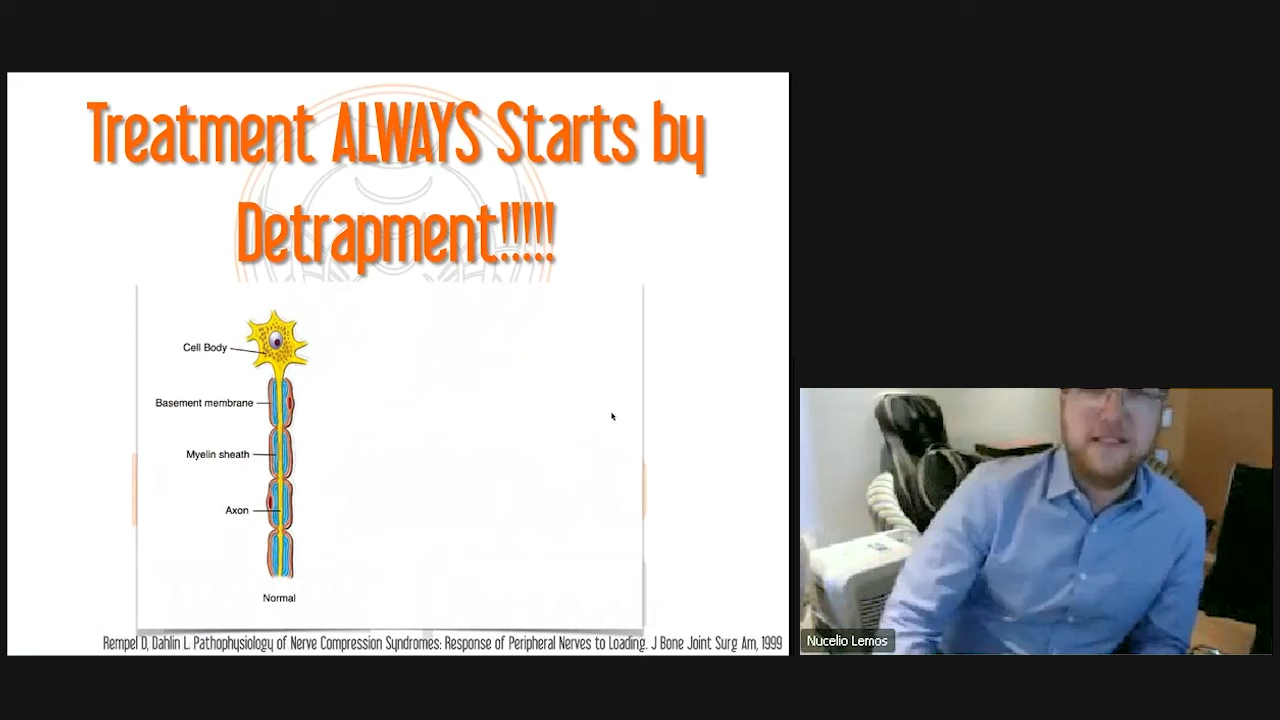 Treatment ALWAYS Starts by
Detrapment!!!!!
Cell Body
Basement membrane
Myelin sheath
Axon
Normal
Rempel D, Dahlin L. Pathophysiology of Nerve Compression Syndromes: Response of Peripheral Nerves to Loading. J Bone Joint Surg Am, 1999
Nucelio Lemos